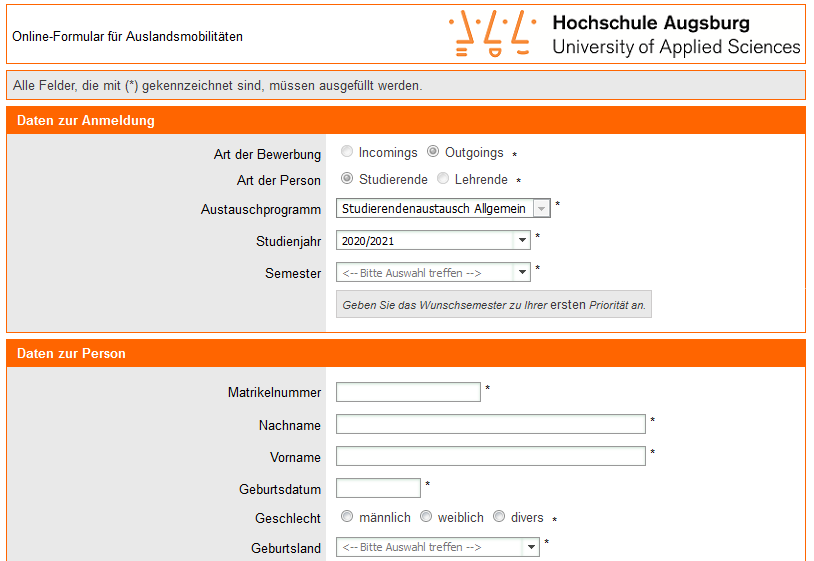 Online-Formular für Auslandsmobilitäten
Hochschule Augsburg
University of Applied Sciences
Alle Felder, die mit (*) gekennzeichnet sind, müssen ausgefüllt werden.
Daten zur Anmeldung
Art der Bewerbung Incomings Outgoings *
Art der Person Studierende Lehrende *
Austauschprogramm Studierendenaustausch Allgemein *
Studienjahr 2020/2021 *
Semester <-- Bitte Auswahl treffen --> *
Geben Sie das Wunschsemester zu Ihrer ersten Priorität an.
Daten zur Person
Matrikelnummer *
Nachname *
Vorname *
Geburtsdatum *
Geschlecht männlich weiblich divers *
Geburtsland <-- Bitte Auswahl treffen --> *